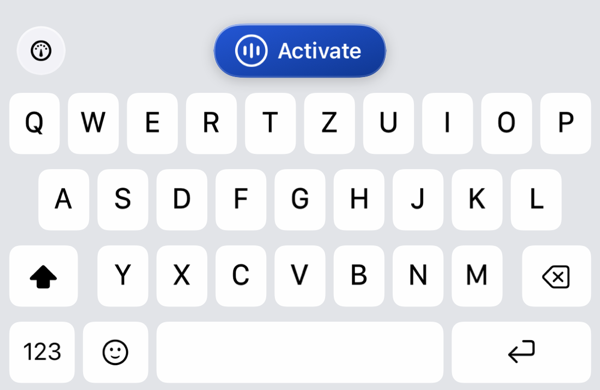 Activate
Q W E R T Z U I O P
A S D F G H J K L
Y X C V B N M
123